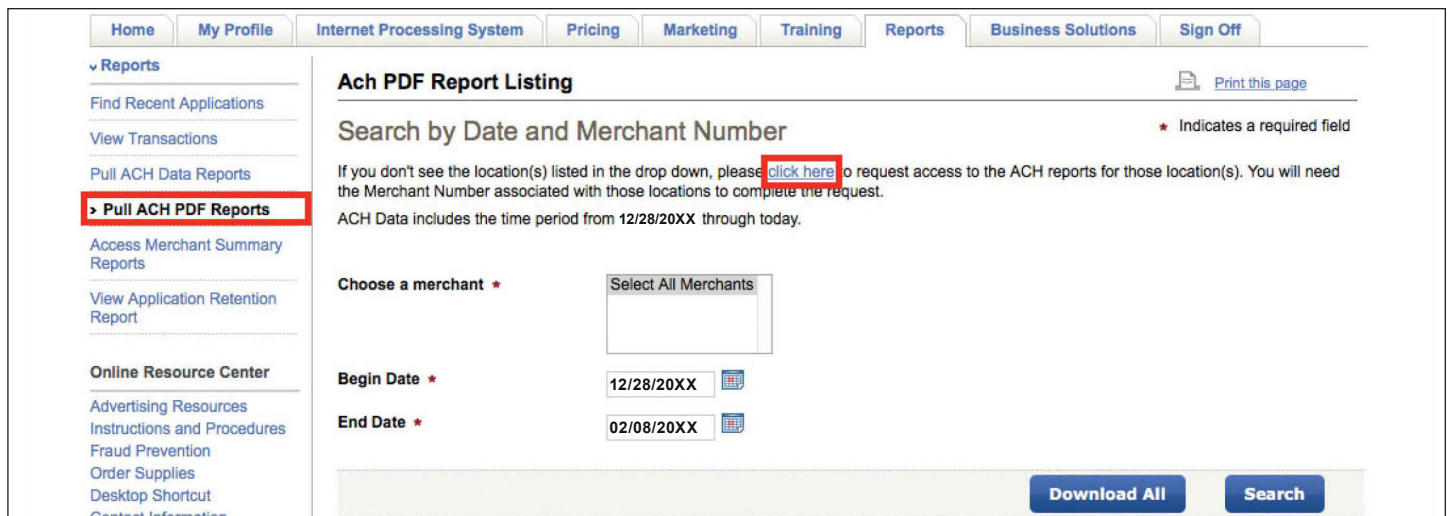 Home My Profile Internet Processing System Pricing Marketing Training Reports Business Solutions Sign Off
Reports
Find Recent Applications
View Transactions
Pull ACH Data Reports
› Pull ACH PDF Reports
Access Merchant Summary
Reports
View Application Retention
Report
Online Resource Center
Advertising Resources
Instructions and Procedures
Fraud Prevention
Order Supplies
Desktop Shortcut
Contact Information
Ach PDF Report Listing
Print this page
Search by Date and Merchant Number
* Indicates a required field
If you don't see the location(s) listed in the drop down, please click here to request access to the ACH reports for those location(s). You will need
the Merchant Number associated with those locations to complete the request.
ACH Data includes the time period from 12/28/20XX through today.
Choose a merchant *
Select All Merchants
Begin Date *
12/28/20XX
End Date *
02/08/20XX
Download All
Search